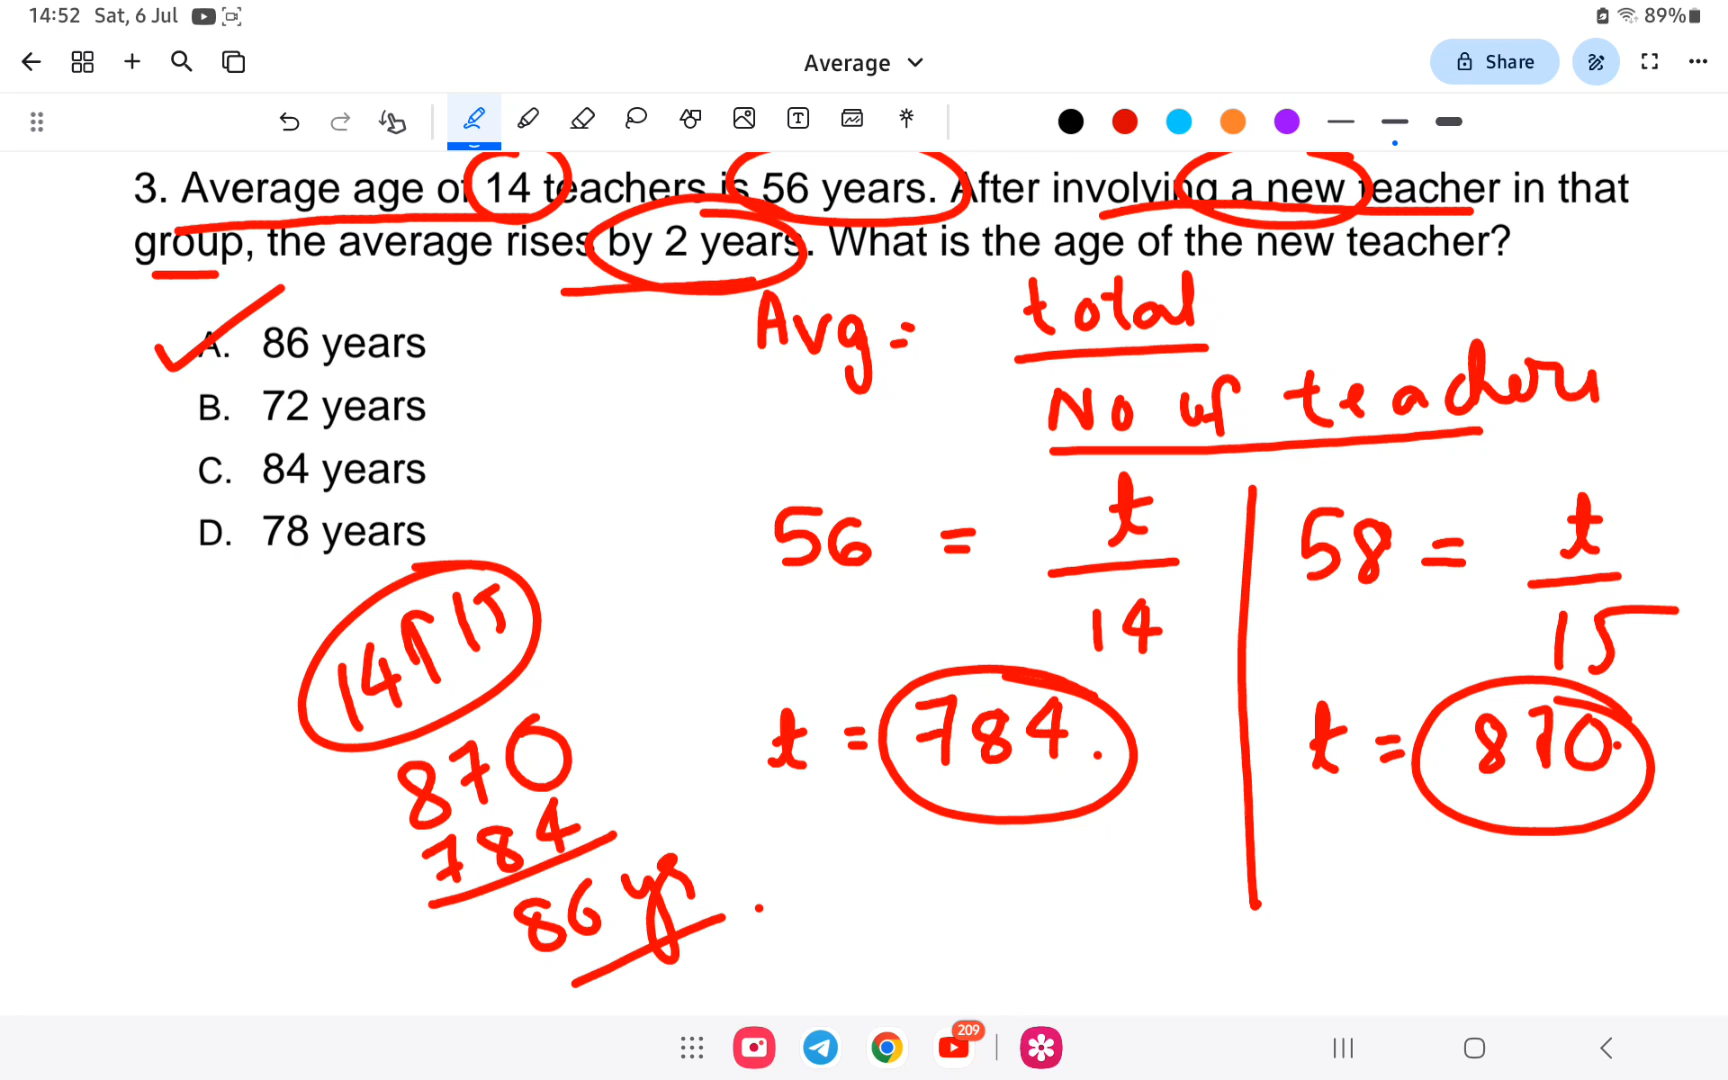 14:52 Sat, 6 Jul
89%
Average
Share
3. Average age of 14 teachers is 56 years. After involving a new teacher in that
group, the average rises by 2 years. What is the age of the new teacher?
A. 86 years
B. 72 years
C. 84 years
D. 78 years
Avg = total
No of teachers
56 = t
14
58 = t
15
t = 784.
t = 870.
14 15
870
784
86 yr
209